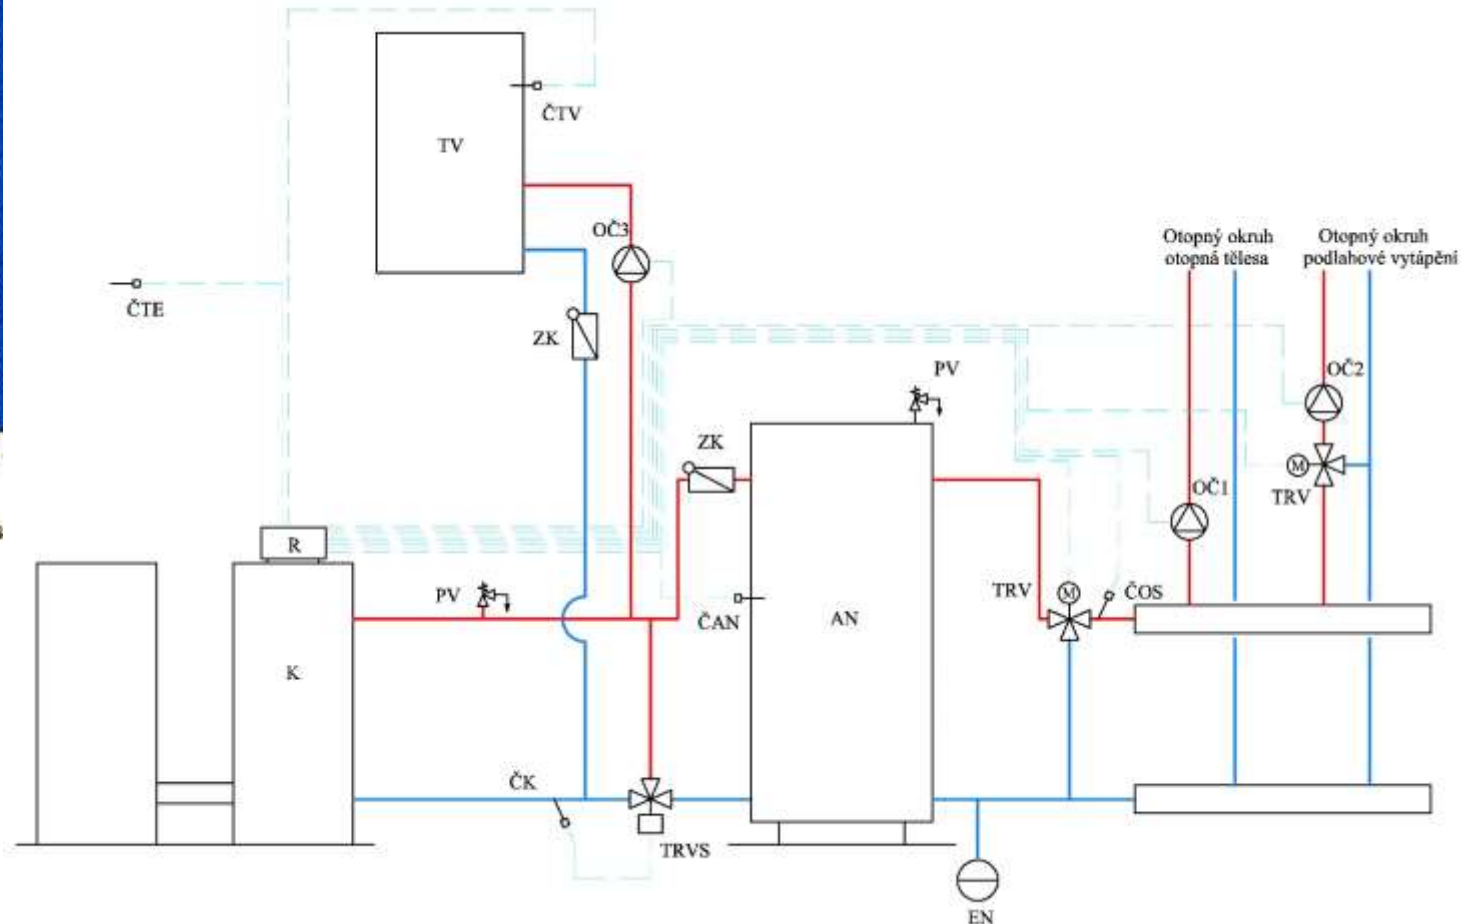 ČTV
TV
OČ3
Otopný okruh
otopná tělesa
Otopný okruh
podlahové vytápění
ČTE
ZK
PV
OČ2
ZK
M
TRV
OČ1
R
PV
ČAN
AN
TRV
M
ČOS
K
ČK
TRVS
EN